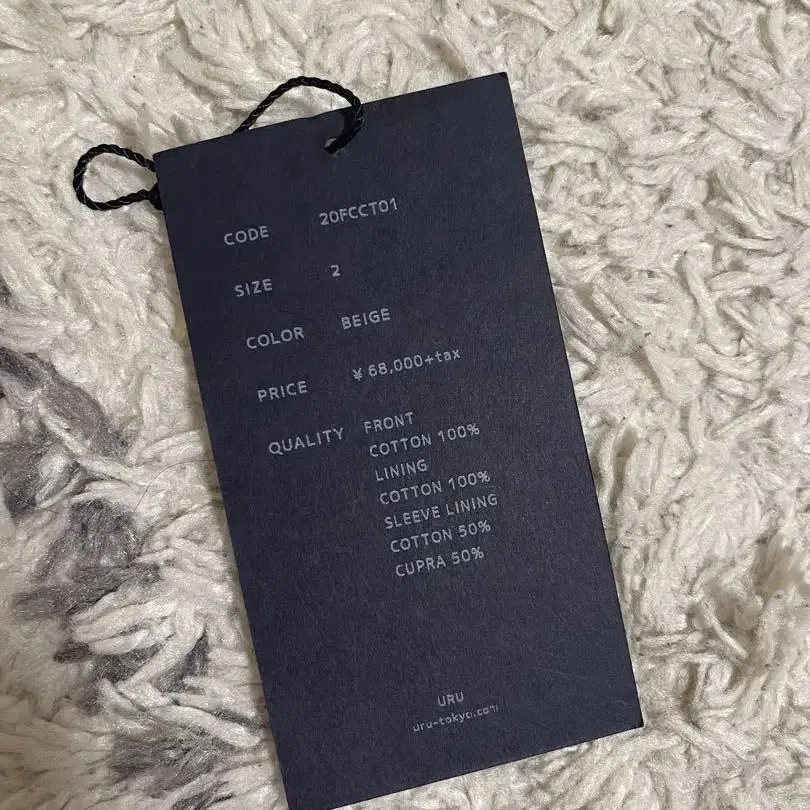 CODE 20FCCT01
SIZE 2
COLOR BEIGE
PRICE ¥ 68,000+tax
QUALITY FRONT
COTTON 100%
LINING
COTTON 100%
SLEEVE LINING
COTTON 50%
CUPRA 50%
URU
uru-tokyo.com